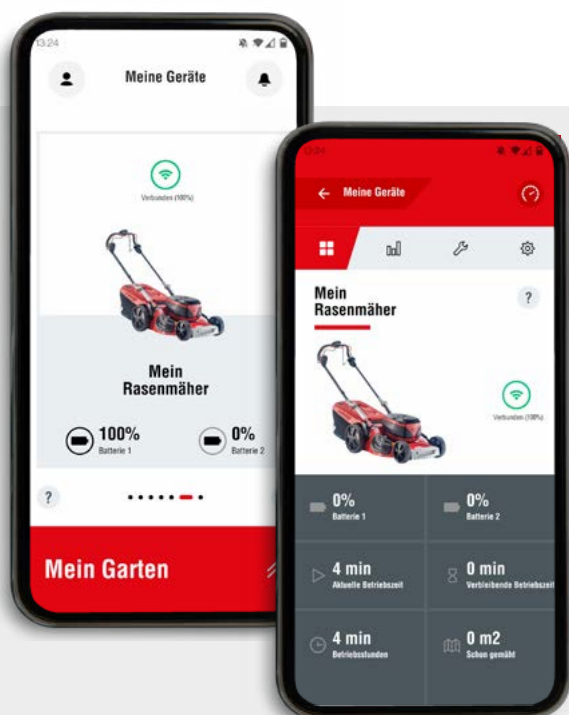 13.24
Meine Geräte
Verbunden (100%)
Mein
Rasenmäher
100%
Batterie 1
0%
Batterie 2
?
Mein Garten
13:24
Meine Geräte
Mein
Rasenmäher
?
Verbunden (100%)
0%
Batterie 1
0%
Batterie 2
4 min
Aktuelle Betriebszeit
0 min
Verbleibende Betriebszeit
4 min
Betriebsstunden
0 m2
Schon gemäht